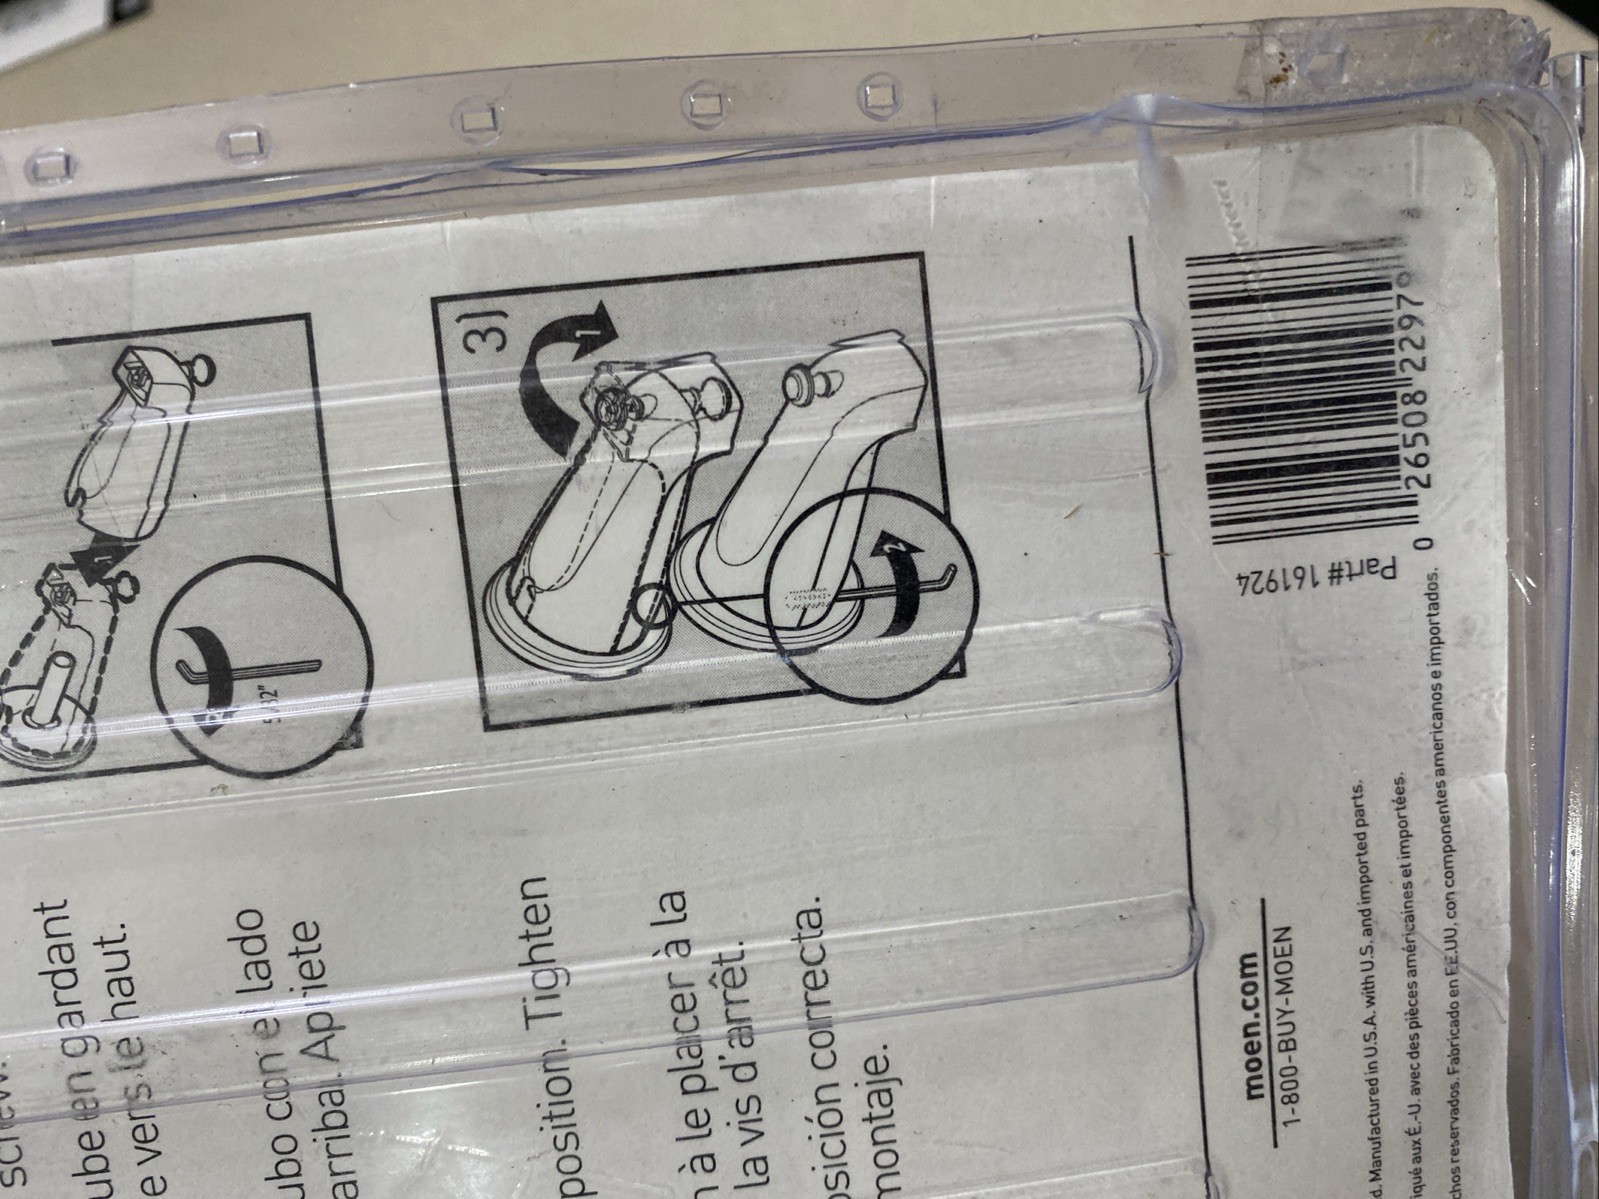 screw.
ube en gardant
e vers le haut.
ubo con el lado
arriba. Apriete
1
5/32"
3)
1
2
position. Tighten
à le placer à la
la vis d'arrêt.
osición correcta.
montaje.
moen.com
1-800-BUY-MOEN
Part# 161924
0 26508 22297
d. Manufactured in U.S.A. with U.S. and imported parts.
iqué aux É.-U. avec des pièces américaines et importées.
chos reservados. Fabricado en EE.UU, con componentes americanos e importados.